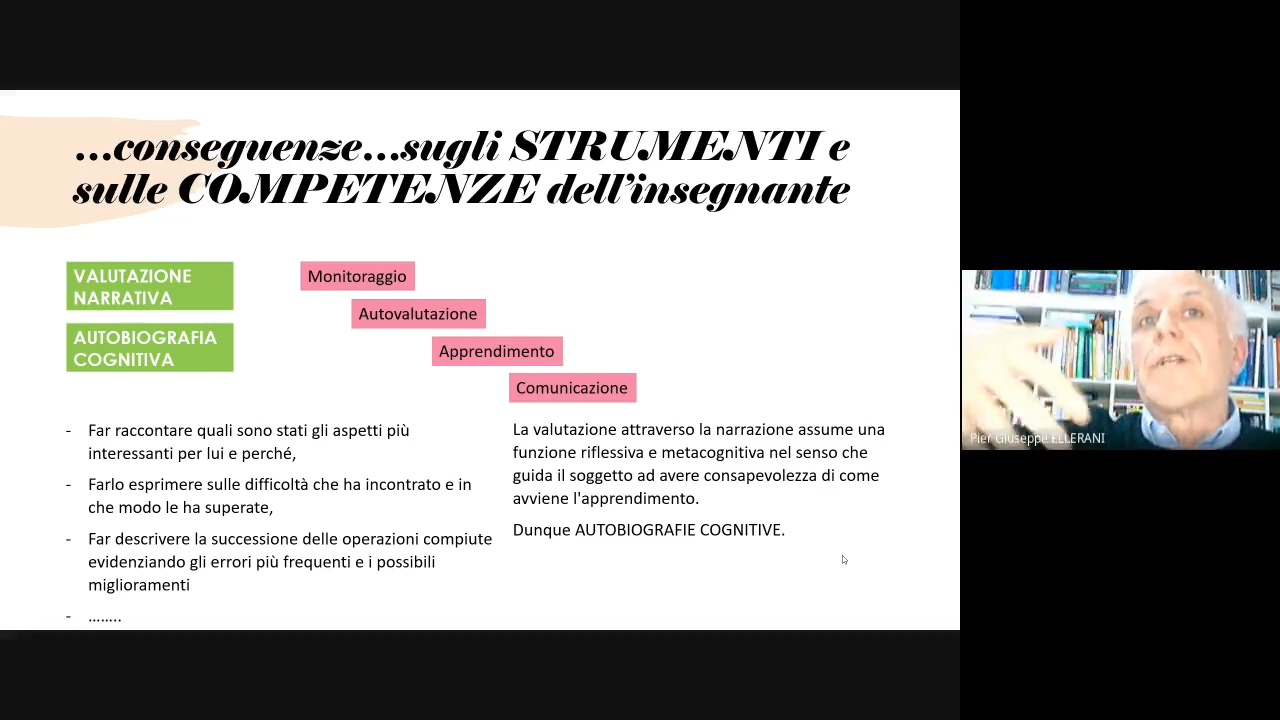 ...conseguenze...sugli STRUMENTI e
sulle COMPETENZE dell’insegnante
VALUTAZIONE
NARRATIVA
AUTOBIOGRAFIA
COGNITIVA
Monitoraggio
Autovalutazione
Apprendimento
Comunicazione
- Far raccontare quali sono stati gli aspetti più
interessanti per lui e perché,
- Farlo esprimere sulle difficoltà che ha incontrato e in
che modo le ha superate,
- Far descrivere la successione delle operazioni compiute
evidenziando gli errori più frequenti e i possibili
miglioramenti
- ……..
La valutazione attraverso la narrazione assume una
funzione riflessiva e metacognitiva nel senso che
guida il soggetto ad avere consapevolezza di come
avviene l'apprendimento.
Dunque AUTOBIOGRAFIE COGNITIVE.
Pier Giuseppe ELLERANI